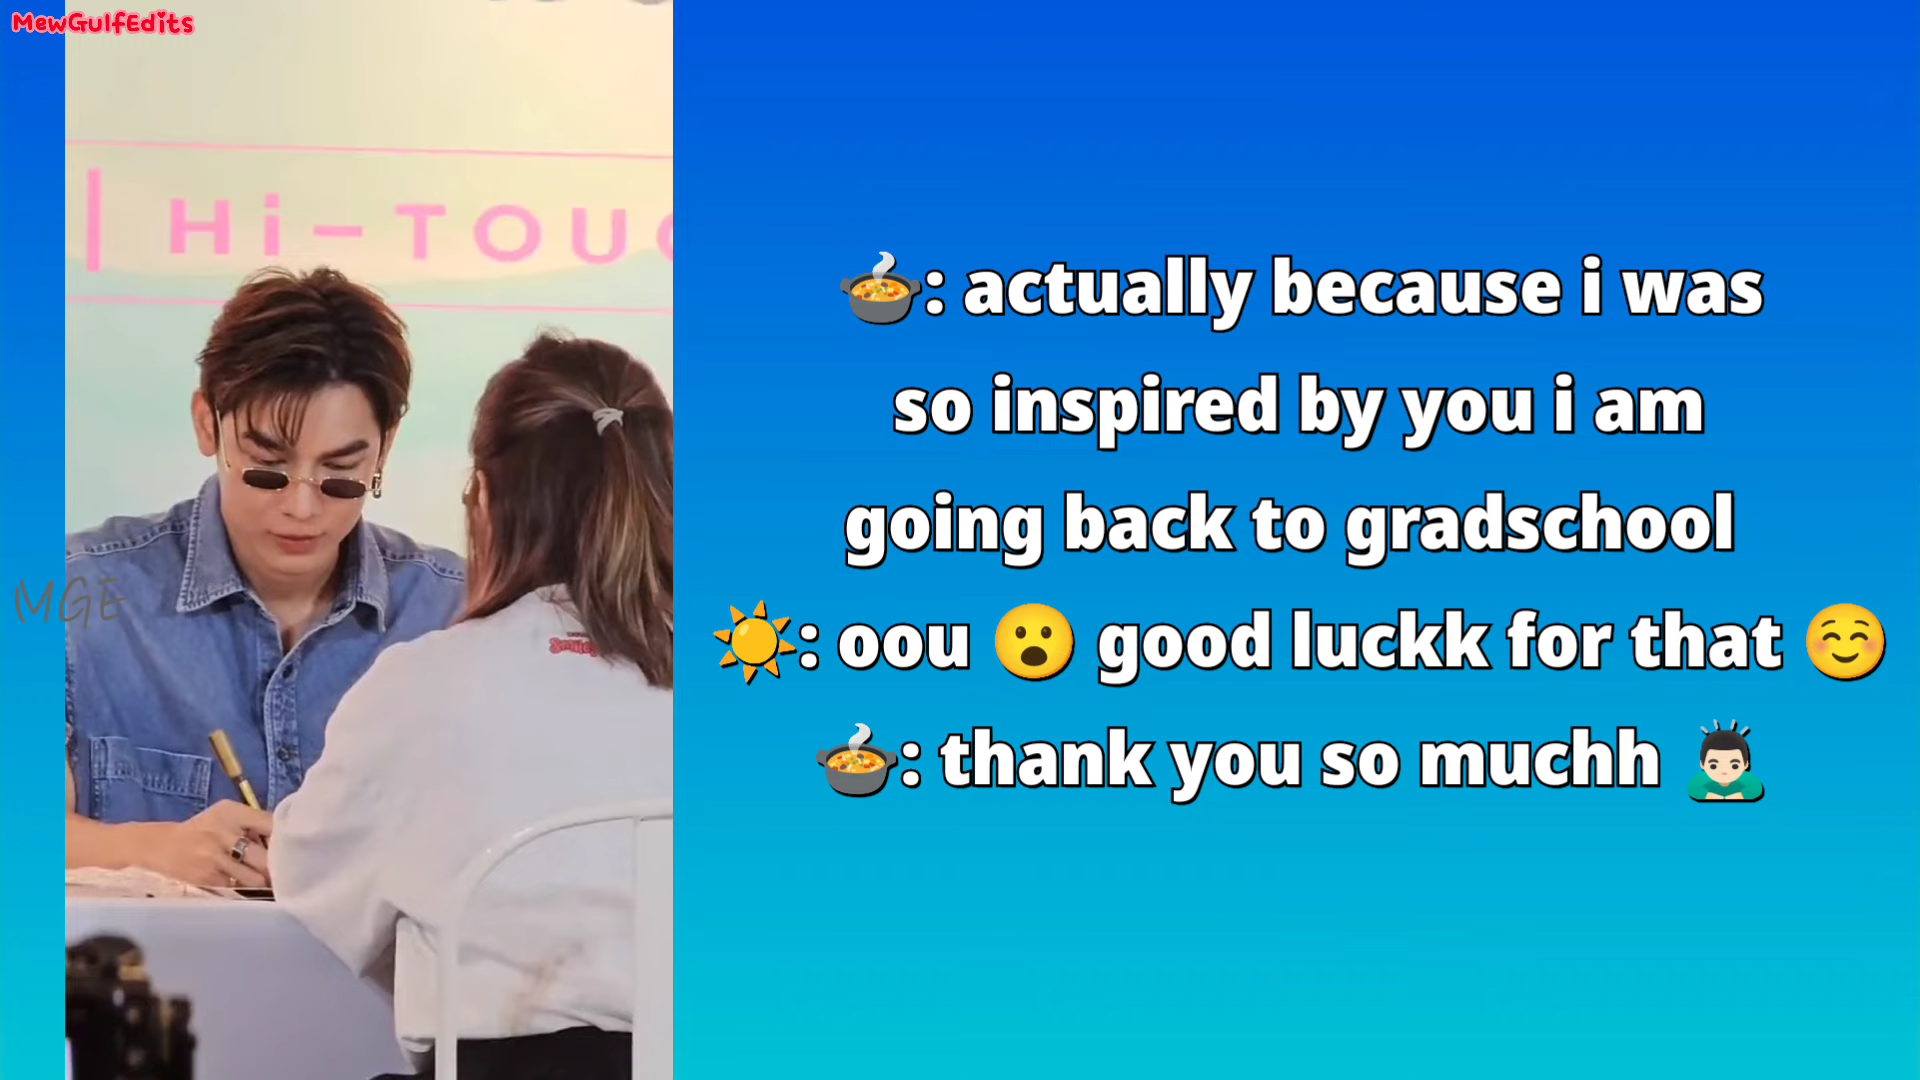 MewGulfEdits
Hi-TOU
MGE
🍲: actually because i was
so inspired by you i am
going back to gradschool
☀️: oou 😮 good luckk for that ☺️
🍲: thank you so muchh 🙇🏻‍♂️